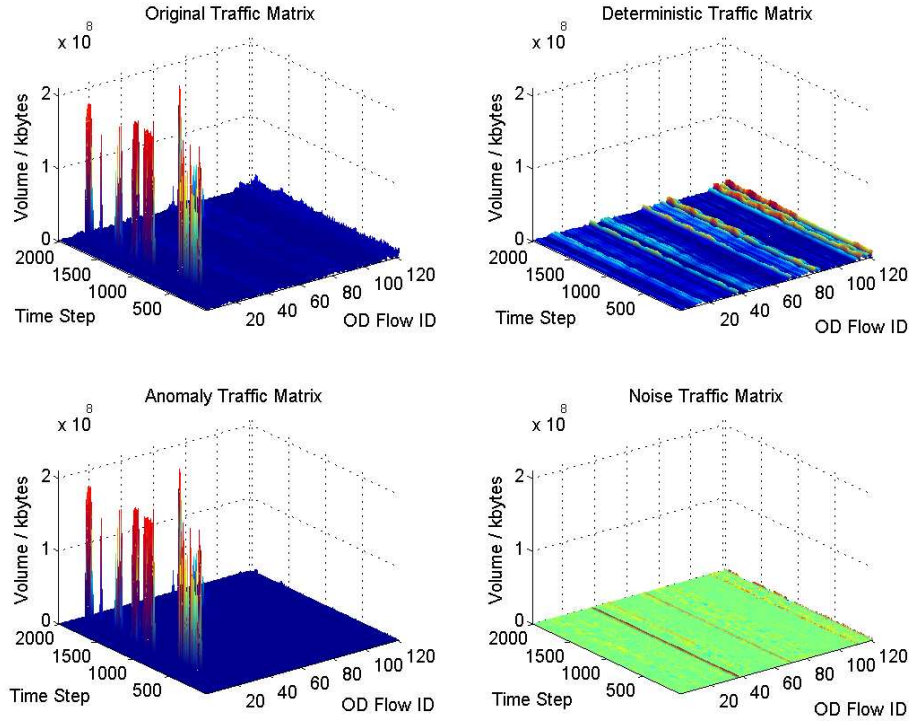 Original Traffic Matrix
x 10^8
Volume / kbytes
2
1
0
2000
1500
1000
500
Time Step
20
40
60
80
100
120
OD Flow ID
Deterministic Traffic Matrix
x 10^8
Volume / kbytes
2
1
0
2000
1500
1000
500
Time Step
20
40
60
80
100
120
OD Flow ID
Anomaly Traffic Matrix
x 10^8
Volume / kbytes
2
1
0
2000
1500
1000
500
Time Step
20
40
60
80
100
120
OD Flow ID
Noise Traffic Matrix
x 10^8
Volume / kbytes
2
1
0
2000
1500
1000
500
Time Step
20
40
60
80
100
120
OD Flow ID